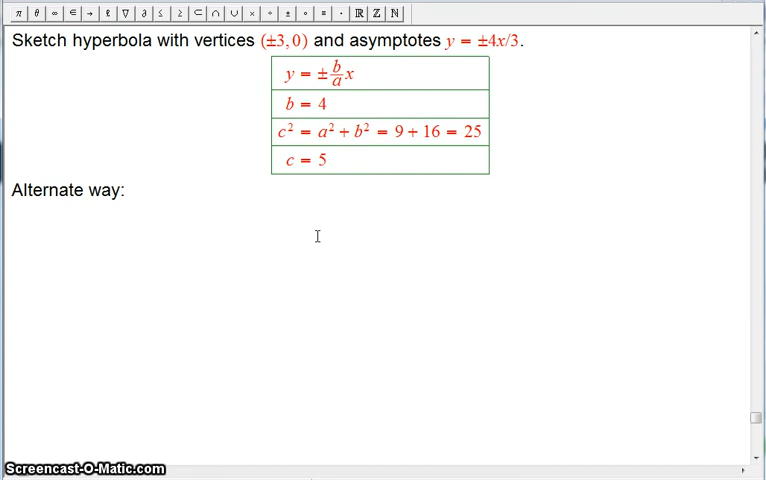 π θ ∞ ∈ → ℓ ∇ ∂ ≤ ≥ ⊂ ∩ ∪ × ÷ ± ∘ ≡ · ℝ ℤ ℕ
Sketch hyperbola with vertices (±3, 0) and asymptotes y = ±4x/3.
y = ± b/a x
b = 4
c² = a² + b² = 9 + 16 = 25
c = 5
Alternate way:
Screencast-O-Matic.com